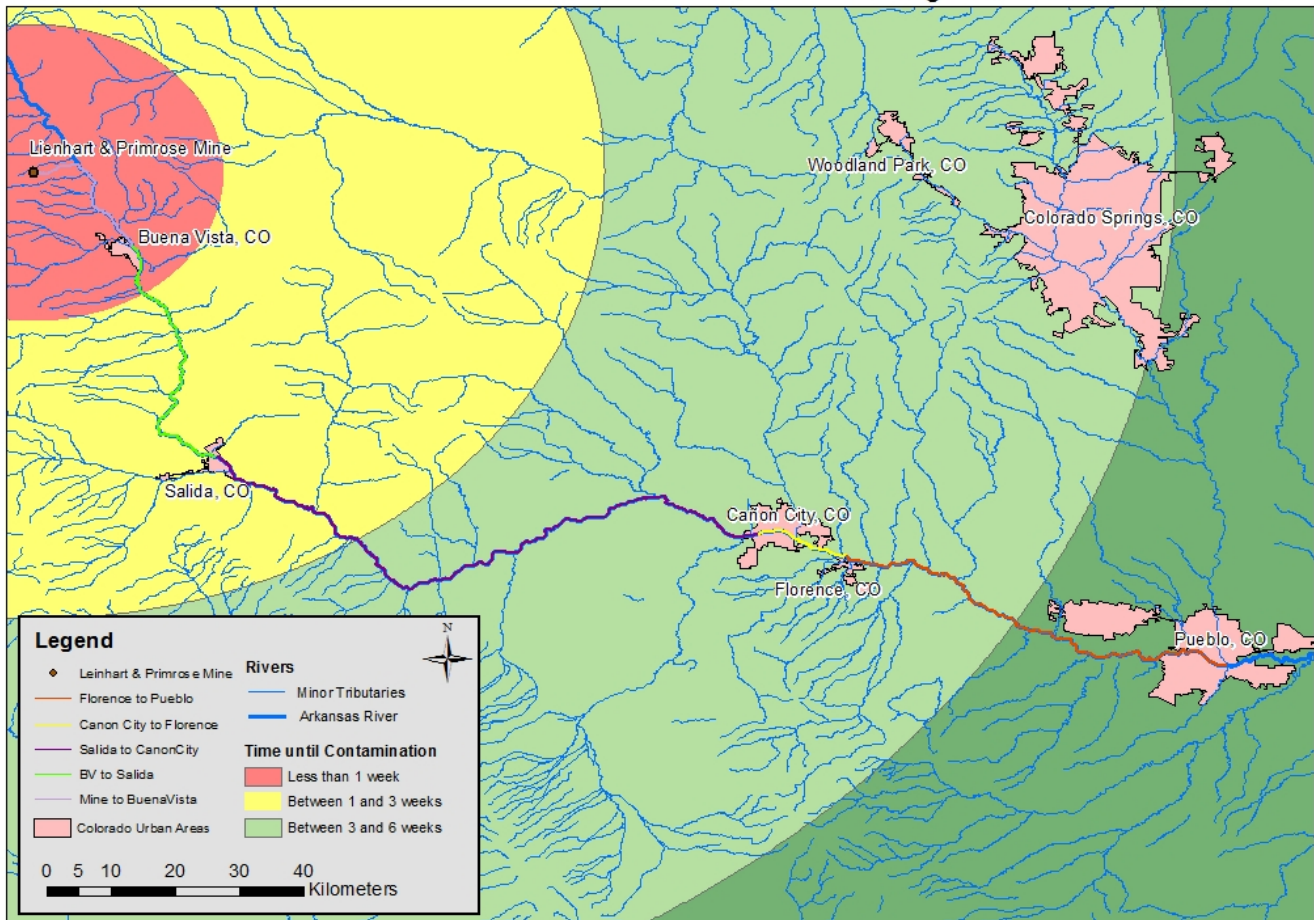 Lienhart & Primrose Mine
Buena Vista, CO
Woodland Park, CO
Colorado Springs, CO
Salida, CO
Cañon City, CO
Florence, CO
Pueblo, CO
Legend
N
Leinhart & Primrose Mine
Florence to Pueblo
Canon City to Florence
Salida to CanonCity
BV to Salida
Mine to BuenaVista
Colorado Urban Areas
Rivers
Minor Tributaries
Arkansas River
Time until Contamination
Less than 1 week
Between 1 and 3 weeks
Between 3 and 6 weeks
0 5 10 20 30 40
Kilometers